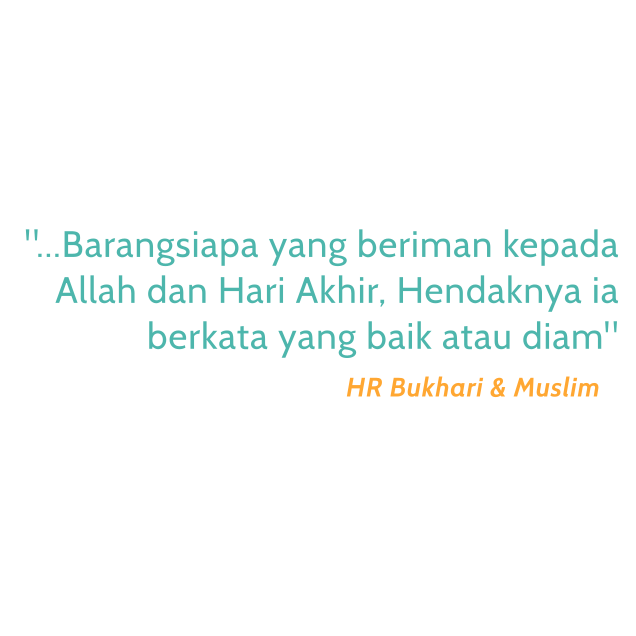 "...Barangsiapa yang beriman kepada
Allah dan Hari Akhir, Hendaknya ia
berkata yang baik atau diam"
HR Bukhari & Muslim